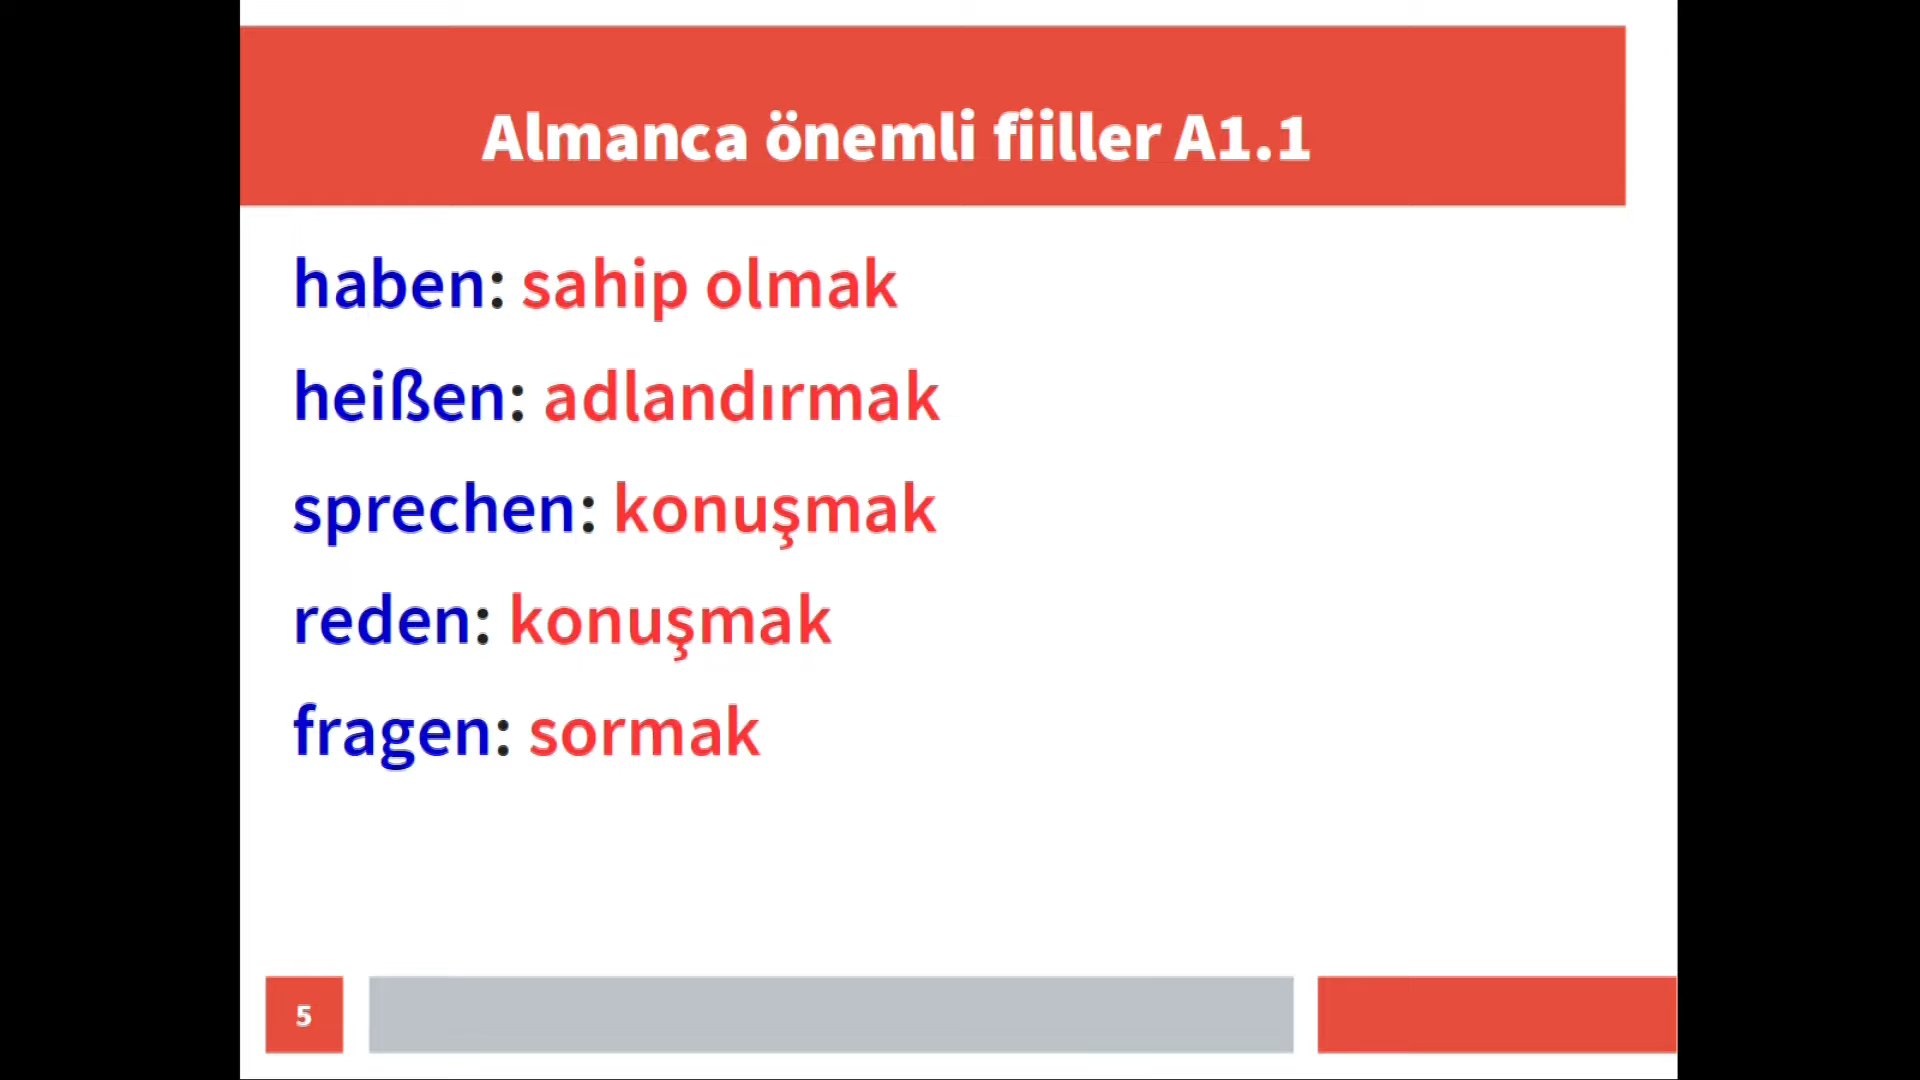 Almanca önemli fiiller A1.1
haben: sahip olmak
heißen: adlandırmak
sprechen: konuşmak
reden: konuşmak
fragen: sormak
5